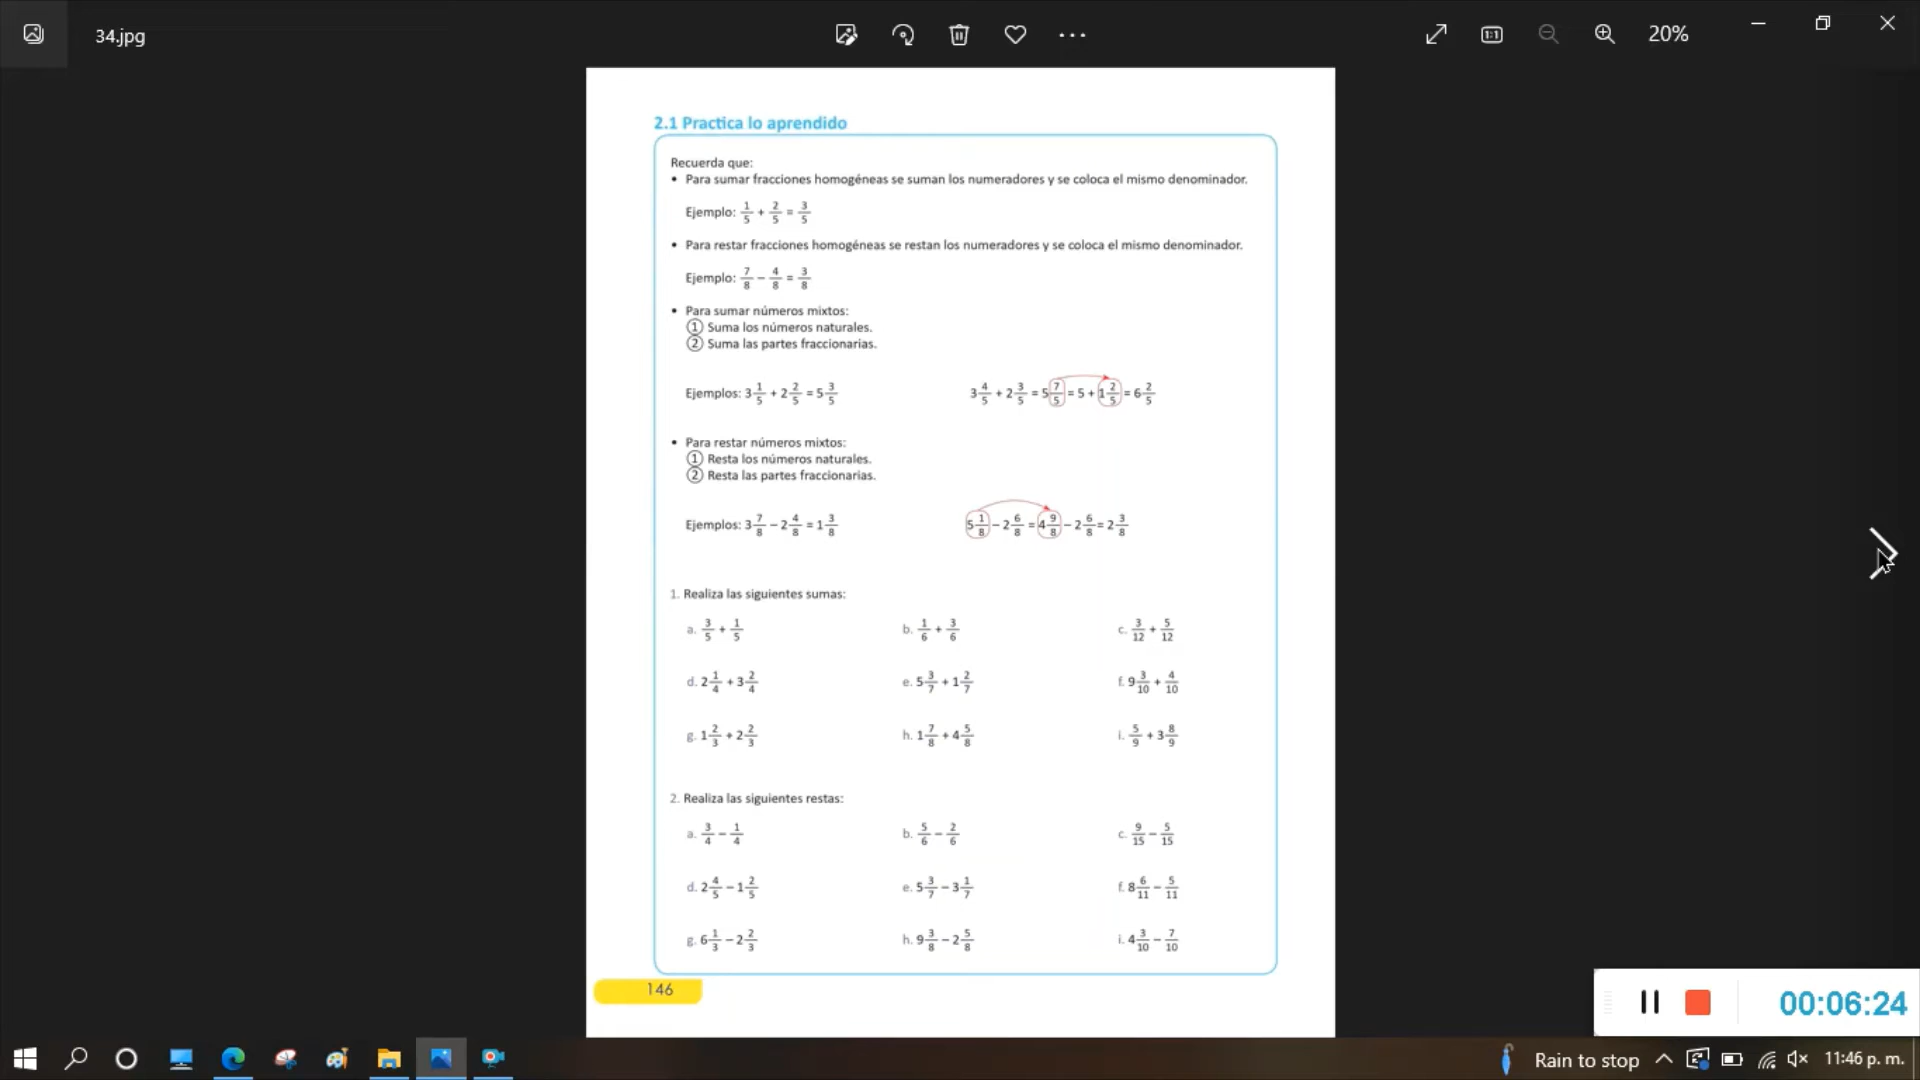 34.jpg
20%
2.1 Practica lo aprendido
Recuerda que:
• Para sumar fracciones homogéneas se suman los numeradores y se coloca el mismo denominador.
Ejemplo: 1/5 + 2/5 = 3/5
• Para restar fracciones homogéneas se restan los numeradores y se coloca el mismo denominador.
Ejemplo: 7/8 − 4/8 = 3/8
• Para sumar números mixtos:
① Suma los números naturales.
② Suma las partes fraccionarias.
Ejemplos: 3 1/5 + 2 2/5 = 5 3/5 3 4/5 + 2 3/5 = 5 7/5 = 5 + 1 2/5 = 6 2/5
• Para restar números mixtos:
① Resta los números naturales.
② Resta las partes fraccionarias.
Ejemplos: 3 7/8 − 2 4/8 = 1 3/8 5 1/8 − 2 6/8 = 4 9/8 − 2 6/8 = 2 3/8
1. Realiza las siguientes sumas:
a. 3/5 + 1/5 b. 1/6 + 3/6 c. 3/12 + 5/12
d. 2 1/4 + 3 2/4 e. 5 3/7 + 1 2/7 f. 9 3/10 + 4/10
g. 1 2/3 + 2 2/3 h. 1 7/8 + 4 5/8 i. 5/9 + 3 8/9
2. Realiza las siguientes restas:
a. 3/4 − 1/4 b. 5/6 − 2/6 c. 9/15 − 5/15
d. 2 4/5 − 1 2/5 e. 5 3/7 − 3 1/7 f. 8 6/11 − 5/11
g. 6 1/3 − 2 2/3 h. 9 3/8 − 2 5/8 i. 4 3/10 − 7/10
146
00:06:24
Rain to stop
11:46 p. m.